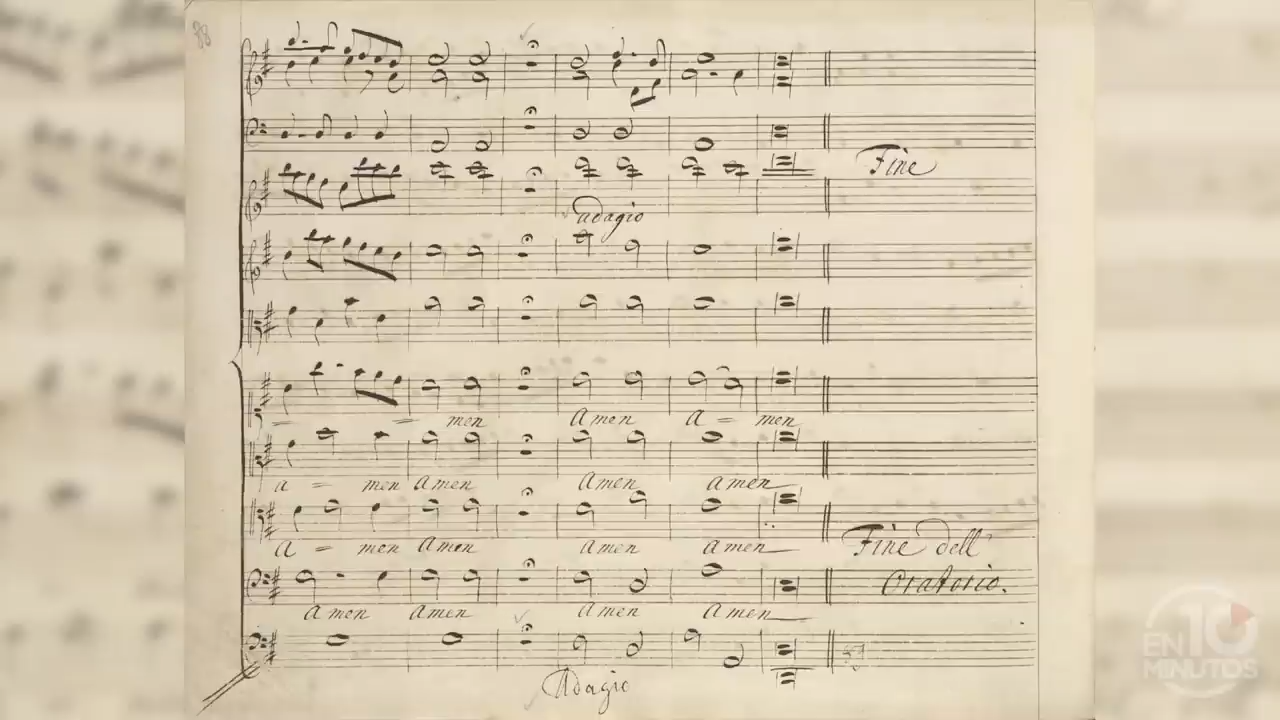 88
Fine
adagio
= = men Amen A = men
a = men Amen Amen Amen
A = men Amen Amen Amen
Fine dell'
Oratorio.
Amen Amen Amen Amen
Adagio
EN 10
MINUTOS